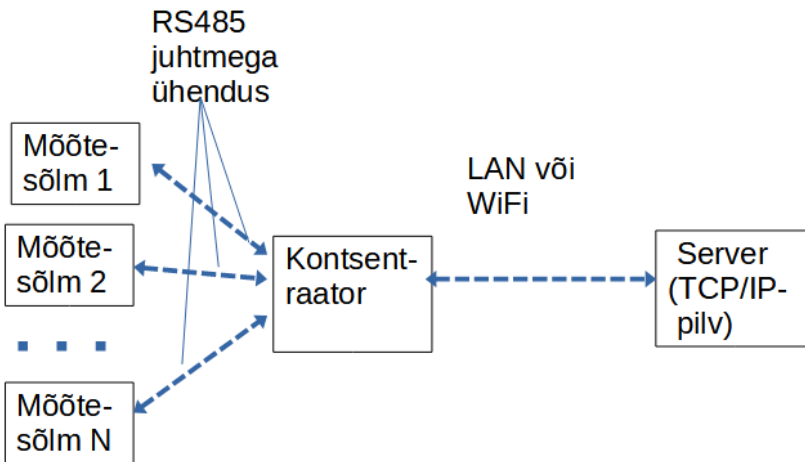 RS485
juhtmega
ühendus
Mõõte-
sõlm 1
Mõõte-
sõlm 2
Mõõte-
sõlm N
Kontsent-
raator
LAN või
WiFi
Server
(TCP/IP-
pilv)